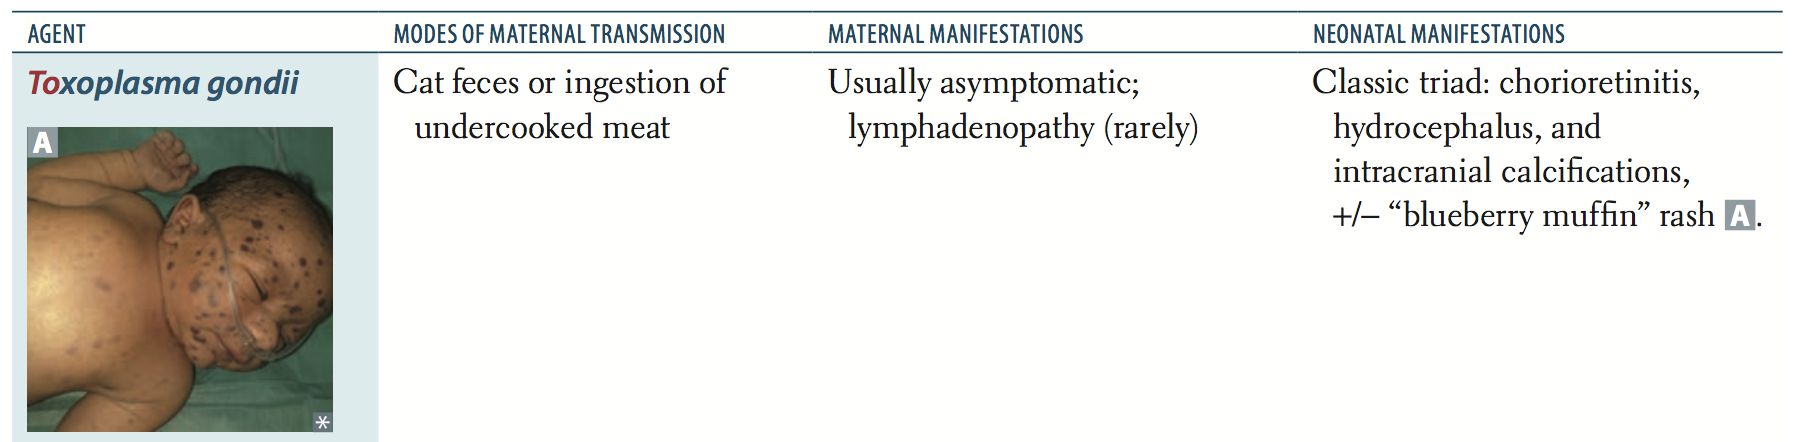 AGENT
MODES OF MATERNAL TRANSMISSION
MATERNAL MANIFESTATIONS
NEONATAL MANIFESTATIONS
Toxoplasma gondii
A
*
Cat feces or ingestion of
undercooked meat
Usually asymptomatic;
lymphadenopathy (rarely)
Classic triad: chorioretinitis,
hydrocephalus, and
intracranial calcifications,
+/– “blueberry muffin” rash A.